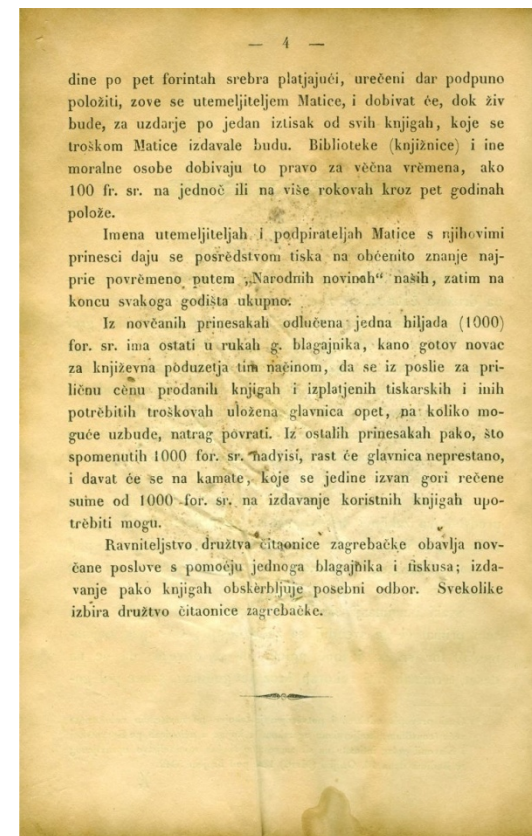 — 4 —
dine po pet forintah srebra platjajući, urečeni dar podpuno
položiti, zove se utemeljiteljem Matice, i dobivat će, dok živ
bude, za uzdarje po jedan iztisak od svih knjigah, koje se
troškom Matice izdavale budu. Biblioteke (knjižnice) i ine
moralne osobe dobivaju to pravo za věčna vrěmena, ako
100 fr. sr. na jednoč ili na više rokovah kroz pet godinah
polože.
Imena utemeljiteljah i podpirateljah Matice s njihovimi
prinesci daju se posrědstvom tiska na obćenito znanje naj-
prie povrěmeno putem „Narodnih novinah“ naših, zatim na
koncu svakoga godišta ukupno.
Iz novčanih prinesakah odlučena jedna hiljada (1000)
for. sr. ima ostati u rukah g. blagajnika, kano gotov novac
za književna poduzetja tim načinom, da se iz poslie za pri-
ličnu cěnu prodanih knjigah i izplatjenih tiskarskih i inih
potrěbitih troškovah uložena glavnica opet, na koliko mo-
guće uzbude, natrag povrati. Iz ostalih prinesakah pako, što
spomenutih 1000 for. sr. nadvisi, rast će glavnica neprestano,
i davat će se na kamate, koje se jedine izvan gori rečene
sume od 1000 for. sr. na izdavanje koristnih knjigah upo-
trěbiti mogu.
Ravniteljstvo družtva čitaonice zagrebačke obavlja nov-
čane poslove s pomoćju jednoga blagajnika i fiskusa; izda-
vanje pako knjigah obskèrbljuje posebni odbor. Svekolike
izbira družtvo čitaonice zagrebačke.